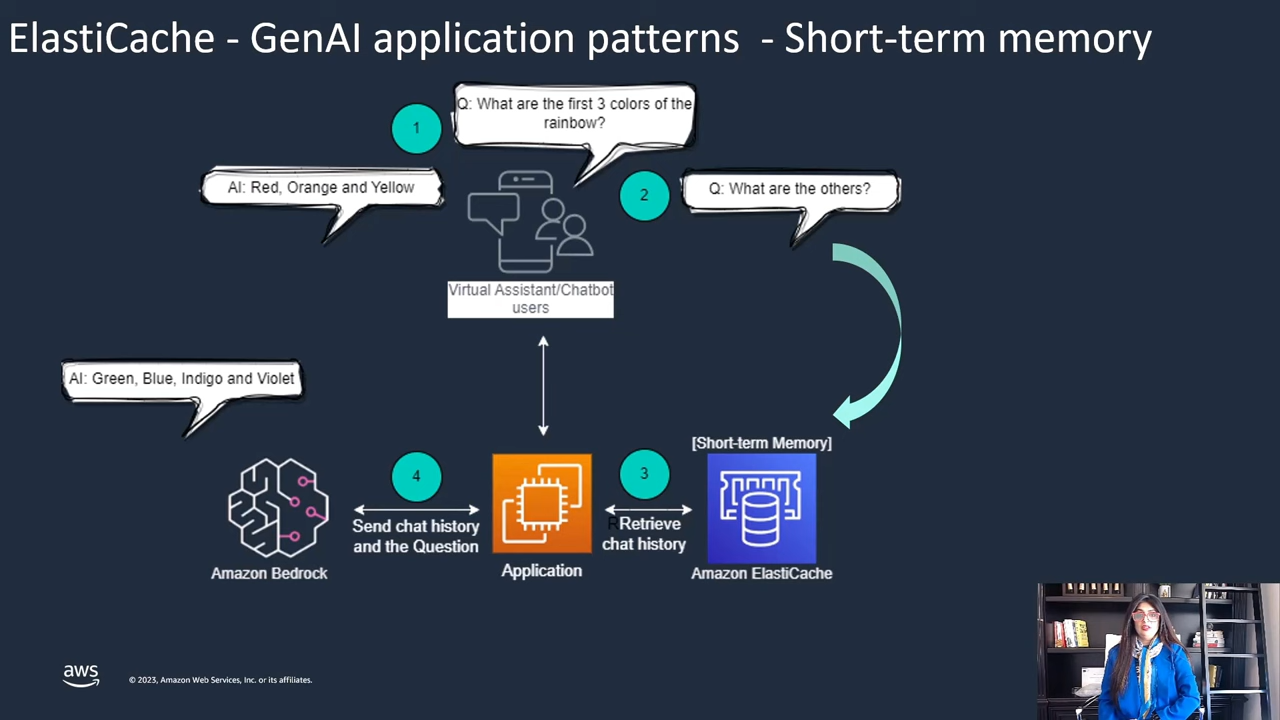 ElastiCache - GenAI application patterns - Short-term memory
1
Q: What are the first 3 colors of the
rainbow?
AI: Red, Orange and Yellow
2
Q: What are the others?
Virtual Assistant/Chatbot
users
AI: Green, Blue, Indigo and Violet
[Short-term Memory]
4
3
Send chat history
and the Question
Retrieve
chat history
Amazon Bedrock
Application
Amazon ElastiCache
aws
© 2023, Amazon Web Services, Inc. or its affiliates.